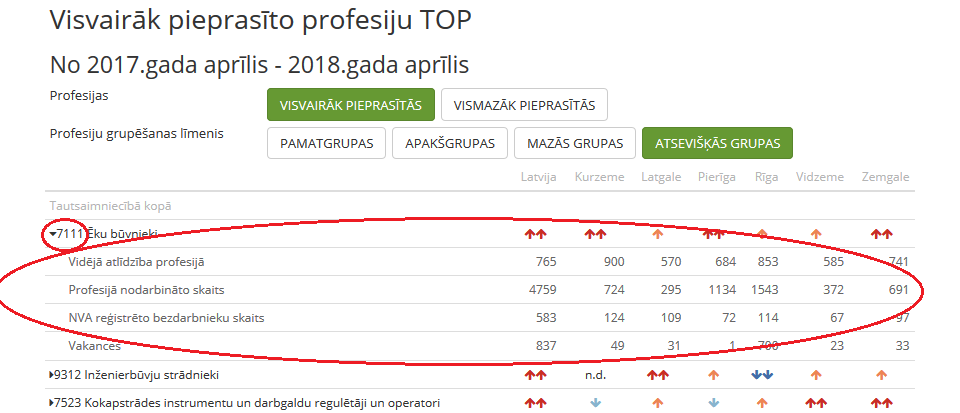 Visvairāk pieprasīto profesiju TOP
No 2017.gada aprīlis - 2018.gada aprīlis
Profesijas VISVAIRĀK PIEPRASĪTĀS VISMAZĀK PIEPRASĪTĀS
Profesiju grupēšanas līmenis PAMATGRUPAS APAKŠGRUPAS MAZĀS GRUPAS ATSEVIŠĶĀS GRUPAS
Latvija Kurzeme Latgale Pierīga Rīga Vidzeme Zemgale
Tautsaimniecībā kopā
7111 Ēku būvnieki
Vidējā atlīdzība profesijā 765 900 570 684 853 585 741
Profesijā nodarbināto skaits 4759 724 295 1134 1543 372 691
NVA reģistrēto bezdarbnieku skaits 583 124 109 72 114 67 97
Vakances 837 49 31 1 700 23 33
9312 Inženierbūvju strādnieki n.d.
7523 Kokapstrādes instrumentu un darbgaldu regulētāji un operatori